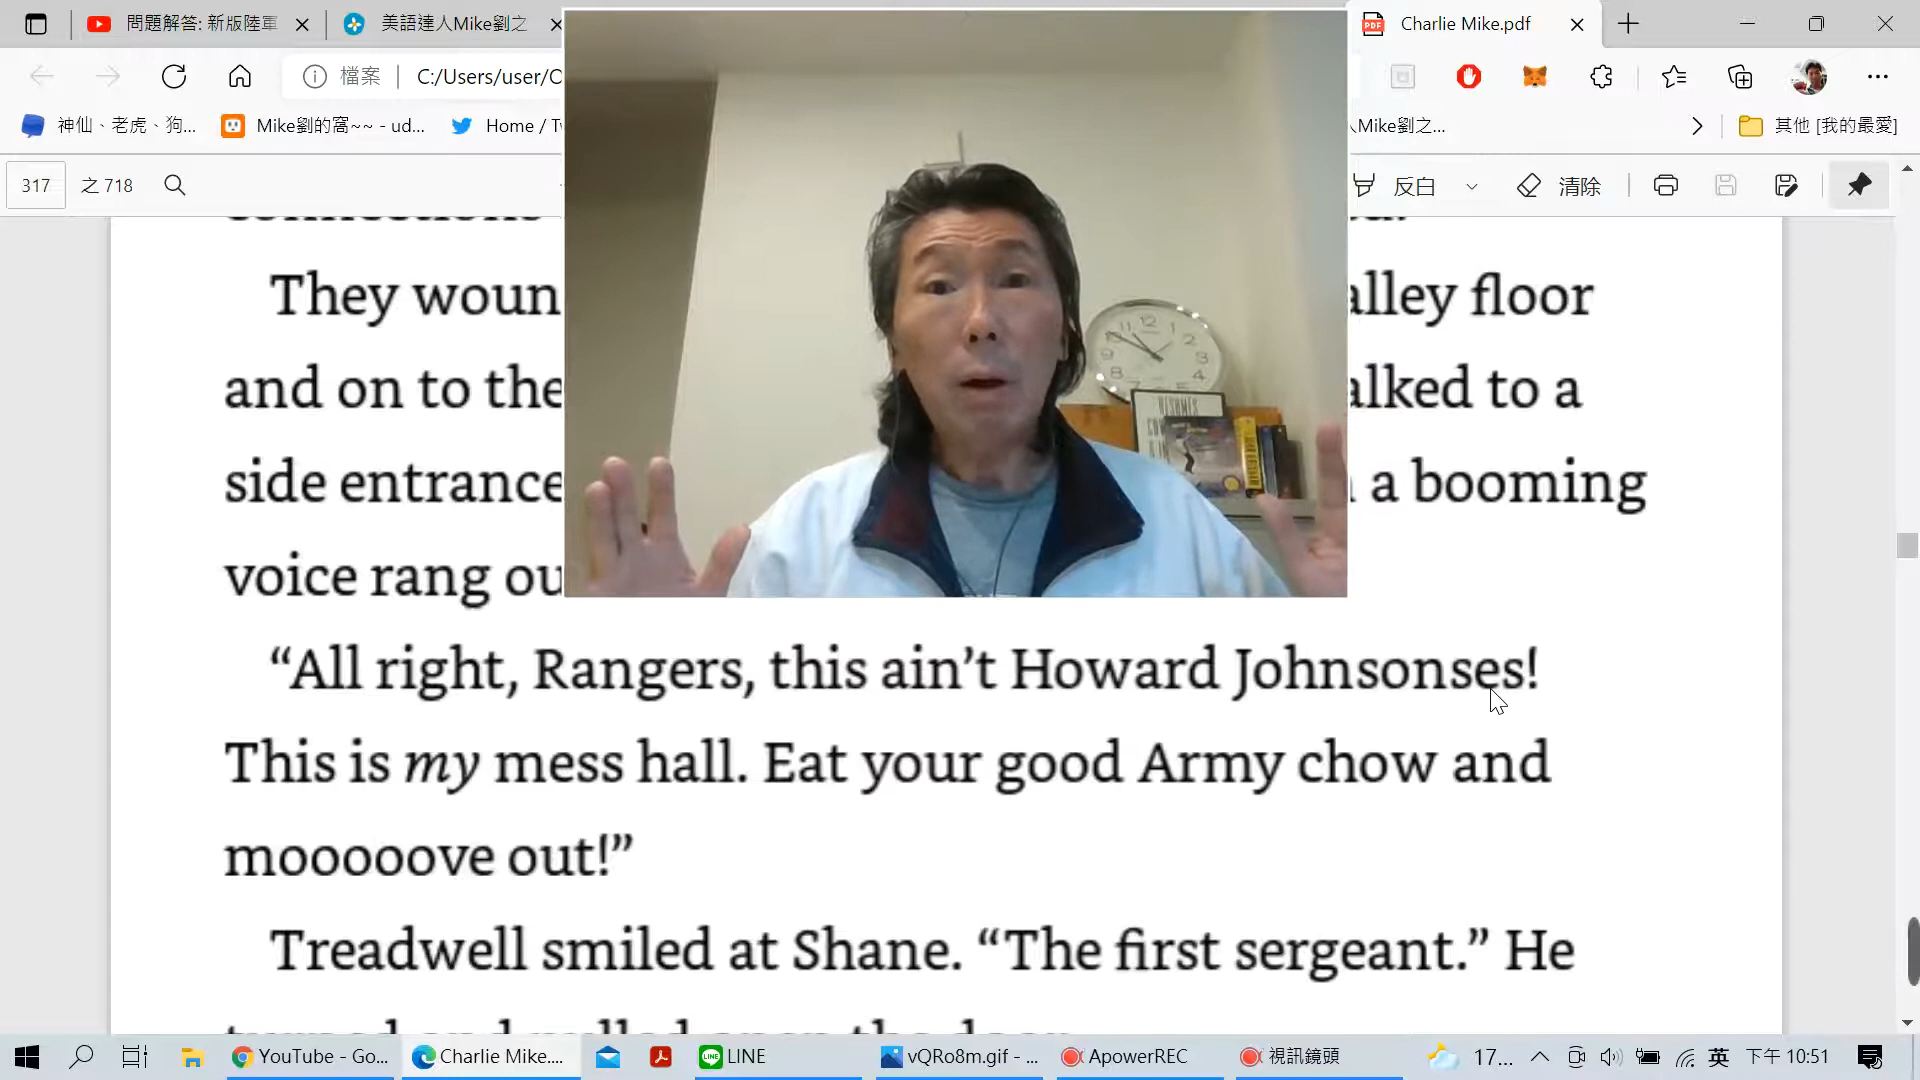 問題解答: 新版陸軍
美語達人Mike劉之
Charlie Mike.pdf
檔案
C:/Users/user/C
神仙、老虎、狗...
Mike劉的窩~~ - ud...
Home / Tw
Mike劉之...
其他 [我的最愛]
317 之 718
反白
清除
They woun
alley floor
and on to the
alked to a
side entrance
a booming
voice rang ou
“All right, Rangers, this ain’t Howard Johnsonses!
This is my mess hall. Eat your good Army chow and
mooooove out!”
Treadwell smiled at Shane. “The first sergeant.” He
YouTube - Go...
Charlie Mike....
LINE
vQRo8m.gif - ...
ApowerREC
視訊鏡頭
17...
英
下午 10:51